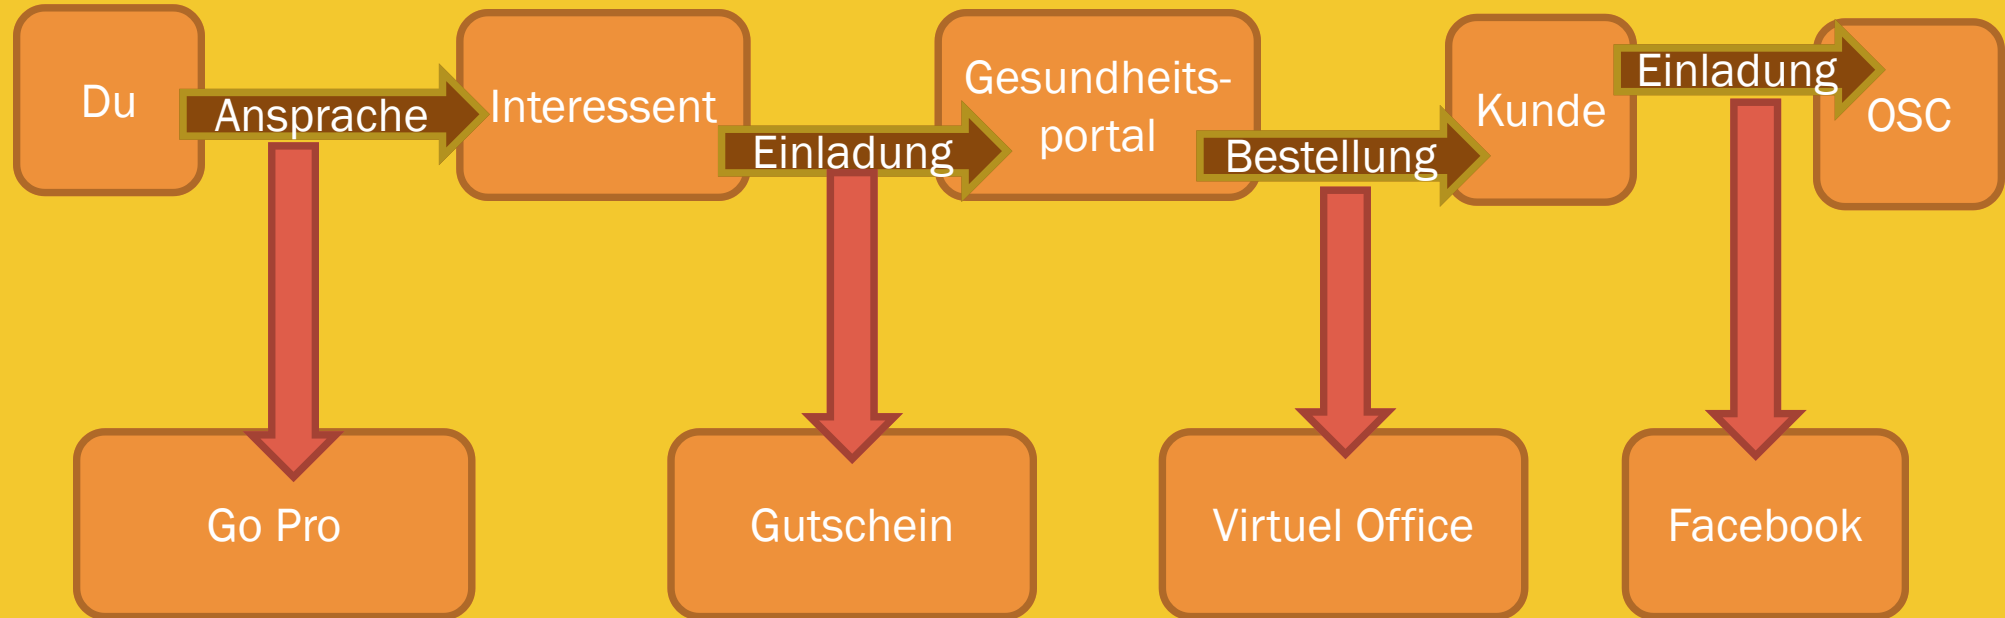 Du
Ansprache
Interessent
Einladung
Gesundheits-
portal
Bestellung
Kunde
Einladung
OSC
Go Pro
Gutschein
Virtuel Office
Facebook